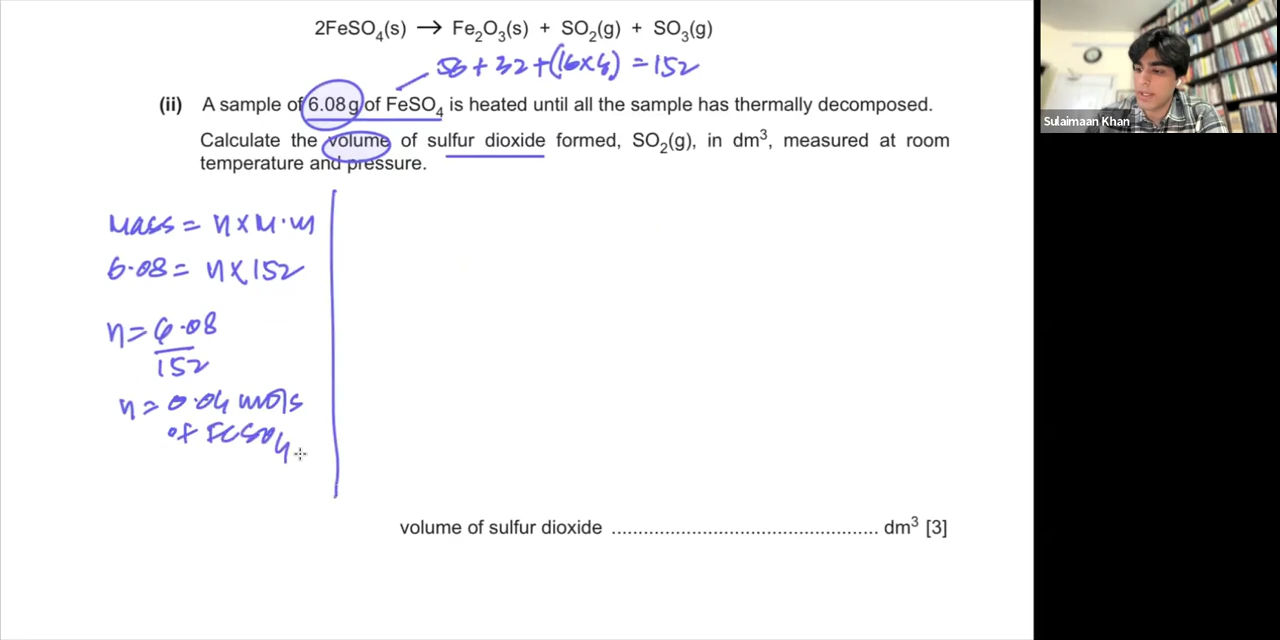 2FeSO₄(s) → Fe₂O₃(s) + SO₂(g) + SO₃(g)
56+32+(16×4) = 152
(ii) A sample of 6.08g of FeSO₄ is heated until all the sample has thermally decomposed.
Calculate the volume of sulfur dioxide formed, SO₂(g), in dm³, measured at room
temperature and pressure.
Mass = n×M.M
6.08 = n×152
n = 6.08
152
n = 0.04 mols
of FeSO₄
volume of sulfur dioxide ................................................... dm³ [3]
Sulaimaan Khan